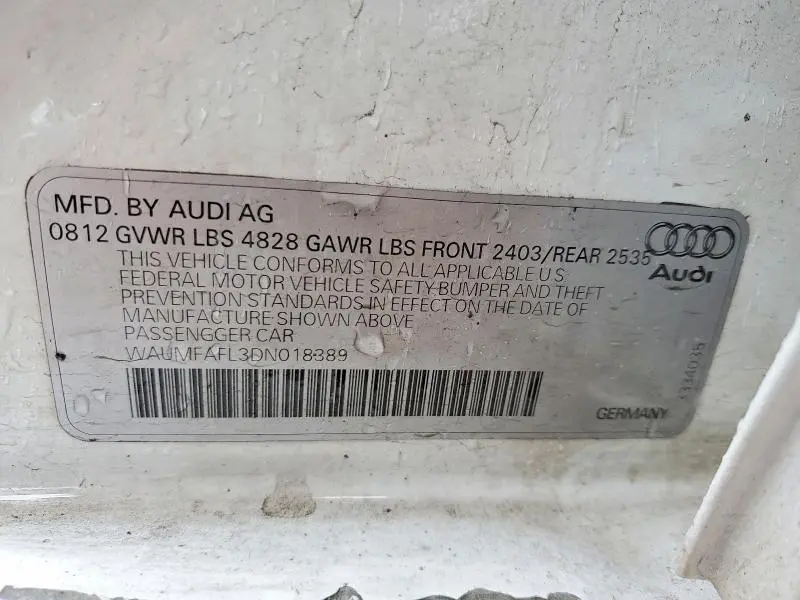 MFD. BY AUDI AG
0812 GVWR LBS 4828 GAWR LBS FRONT 2403/REAR 2535
THIS VEHICLE CONFORMS TO ALL APPLICABLE U S
FEDERAL MOTOR VEHICLE SAFETY-BUMPER AND THEFT
PREVENTION STANDARDS IN EFFECT ON THE DATE OF
MANUFACTURE SHOWN ABOVE
PASSENGGER CAR
WAUMFAFL3DN018389
Audi
GERMANY